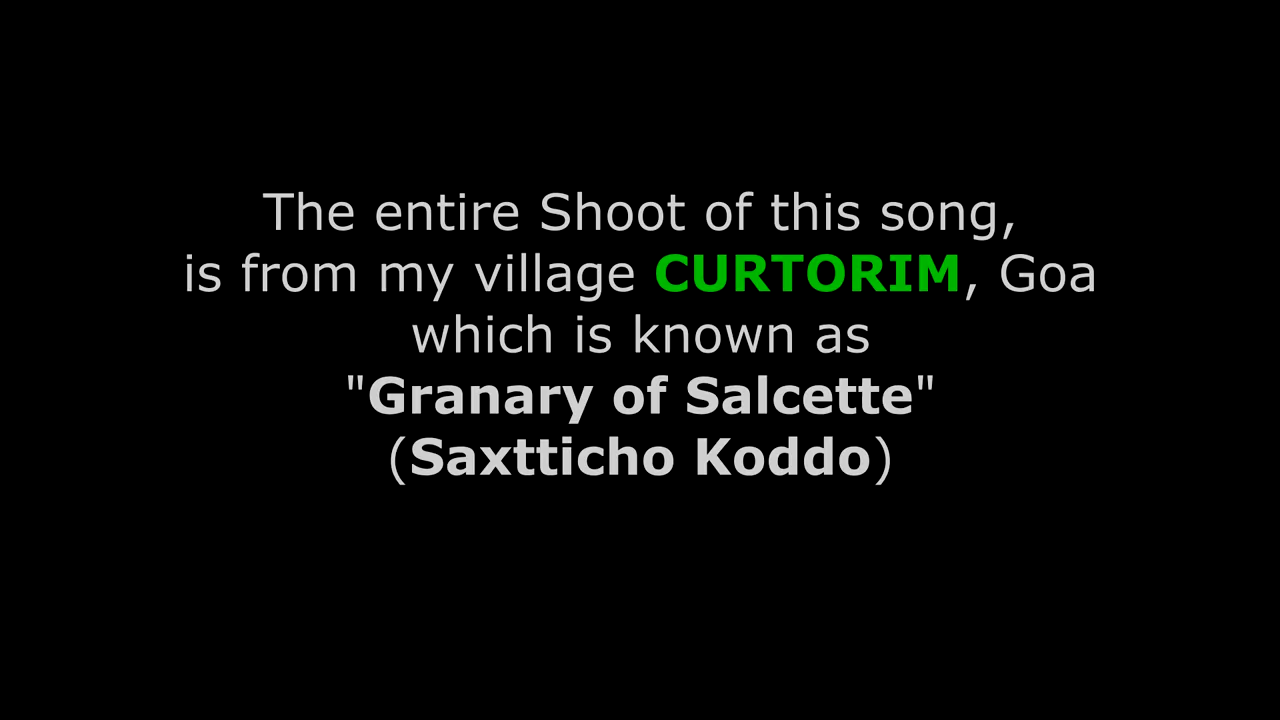 The entire Shoot of this song,
is from my village CURTORIM, Goa
which is known as
"Granary of Salcette"
(Saxtticho Koddo)